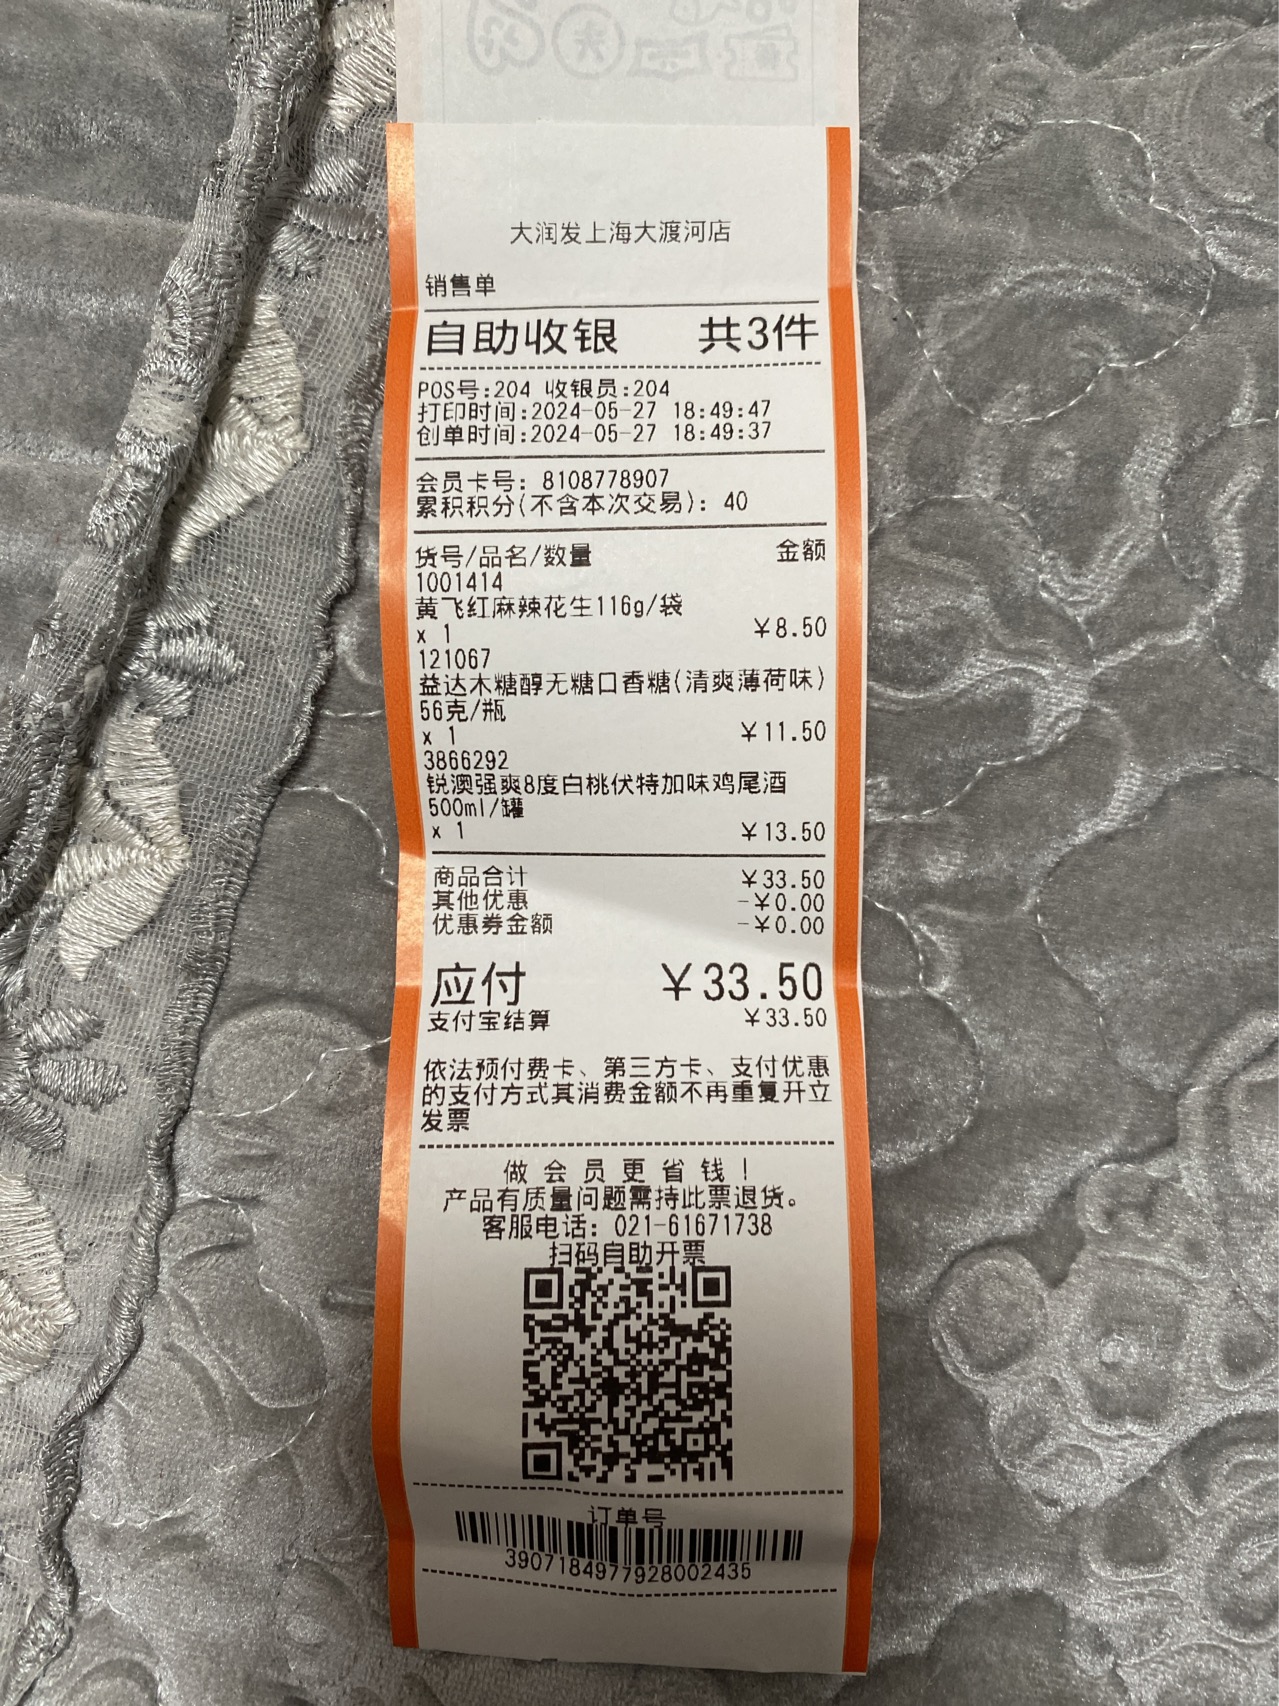 大润发上海大渡河店
销售单
自助收银 共3件
POS号:204 收银员:204
打印时间:2024-05-27 18:49:47
创单时间:2024-05-27 18:49:37
会员卡号: 8108778907
累积积分(不含本次交易): 40
货号/品名/数量 金额
1001414
黄飞红麻辣花生116g/袋
x 1 ¥8.50
121067
益达木糖醇无糖口香糖(清爽薄荷味)
56克/瓶
x 1 ¥11.50
3866292
锐澳强爽8度白桃伏特加味鸡尾酒
500ml/罐
x 1 ¥13.50
商品合计 ¥33.50
其他优惠 -¥0.00
优惠券金额 -¥0.00
应付 ¥33.50
支付宝结算 ¥33.50
依法预付费卡、第三方卡、支付优惠
的支付方式其消费金额不再重复开立
发票
做会员更省钱！
产品有质量问题需持此票退货。
客服电话: 021-61671738
扫码自助开票
订单号
3907184977928002435